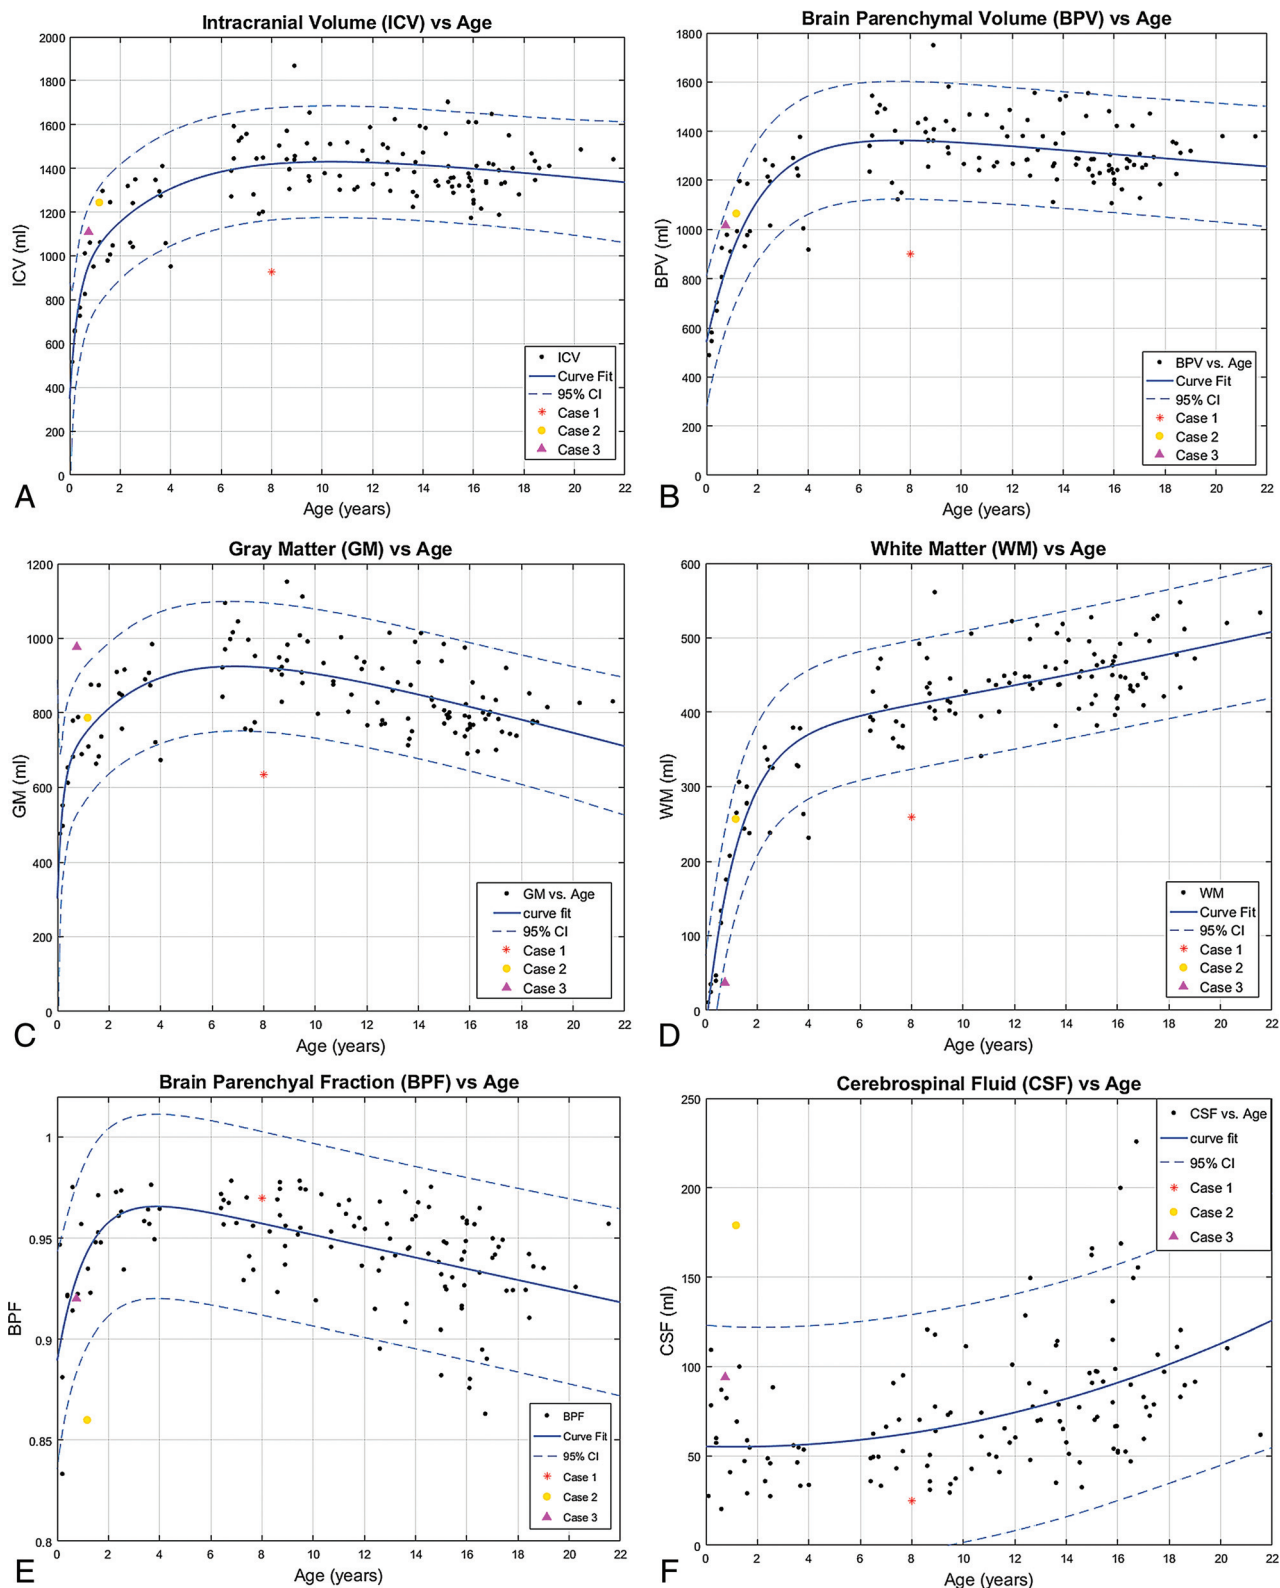 Intracranial Volume (ICV) vs Age
2000
1800
1600
1400
1200
1000
800
600
400
200
0
ICV (ml)
0 2 4 6 8 10 12 14 16 18 20 22
Age (years)
ICV
Curve Fit
95% CI
Case 1
Case 2
Case 3
A
Brain Parenchymal Volume (BPV) vs Age
1800
1600
1400
1200
1000
800
600
400
200
0
BPV (ml)
0 2 4 6 8 10 12 14 16 18 20 22
Age (years)
BPV vs. Age
Curve Fit
95% CI
Case 1
Case 2
Case 3
B
Gray Matter (GM) vs Age
1200
1000
800
600
400
200
0
GM (ml)
0 2 4 6 8 10 12 14 16 18 20 22
Age (years)
GM vs. Age
curve fit
95% CI
Case 1
Case 2
Case 3
C
White Matter (WM) vs Age
600
500
400
300
200
100
0
WM (ml)
0 2 4 6 8 10 12 14 16 18 20 22
Age (years)
WM
Curve Fit
95% CI
Case 1
Case 2
Case 3
D
Brain Parenchyal Fraction (BPF) vs Age
1
0.95
0.9
0.85
0.8
BPF
0 2 4 6 8 10 12 14 16 18 20 22
Age (years)
BPF
Curve Fit
95% CI
Case 1
Case 2
Case 3
E
Cerebrospinal Fluid (CSF) vs Age
250
200
150
100
50
0
CSF (ml)
0 2 4 6 8 10 12 14 16 18 20 22
Age (years)
CSF vs. Age
curve fit
95% CI
Case 1
Case 2
Case 3
F